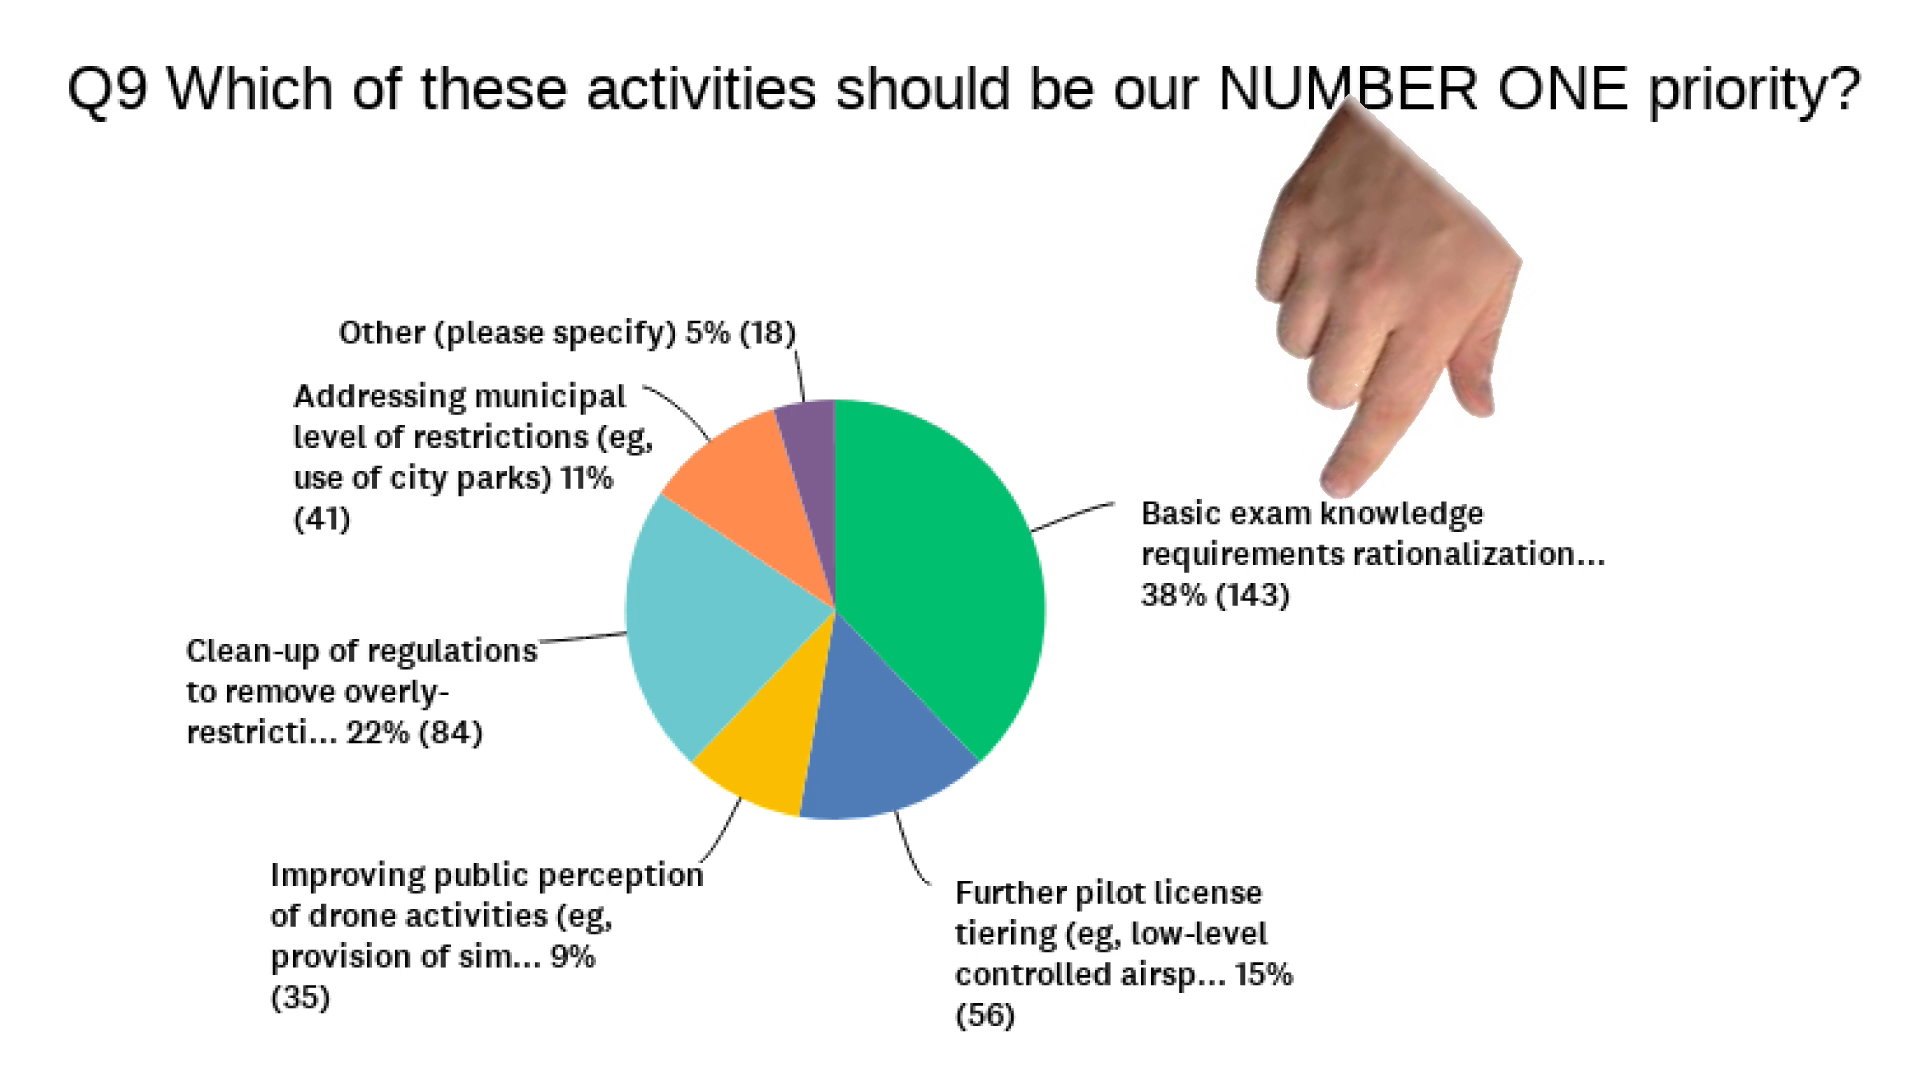 Q9 Which of these activities should be our NUMBER ONE priority?
Other (please specify) 5% (18)
Addressing municipal
level of restrictions (eg,
use of city parks) 11%
(41)
Basic exam knowledge
requirements rationalization...
38% (143)
Clean-up of regulations
to remove overly-
restricti... 22% (84)
Improving public perception
of drone activities (eg,
provision of sim... 9%
(35)
Further pilot license
tiering (eg, low-level
controlled airsp... 15%
(56)